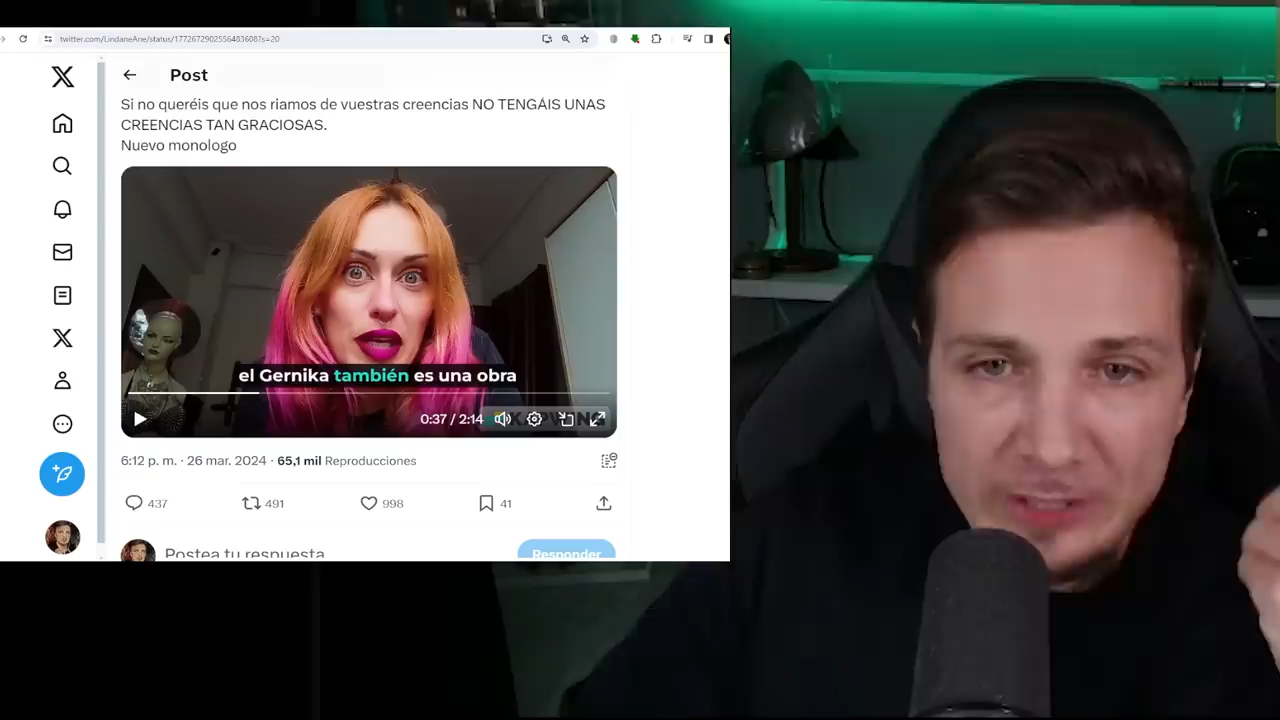 twitter.com/LindaneAne/status/1772672902556483608?s=20
Post
Si no queréis que nos riamos de vuestras creencias NO TENGÁIS UNAS
CREENCIAS TAN GRACIOSAS.
Nuevo monologo
el Gernika también es una obra
0:37 / 2:14
KAPWING
6:12 p. m. · 26 mar. 2024 · 65,1 mil Reproducciones
437 491 998 41
Postea tu respuesta
Responder